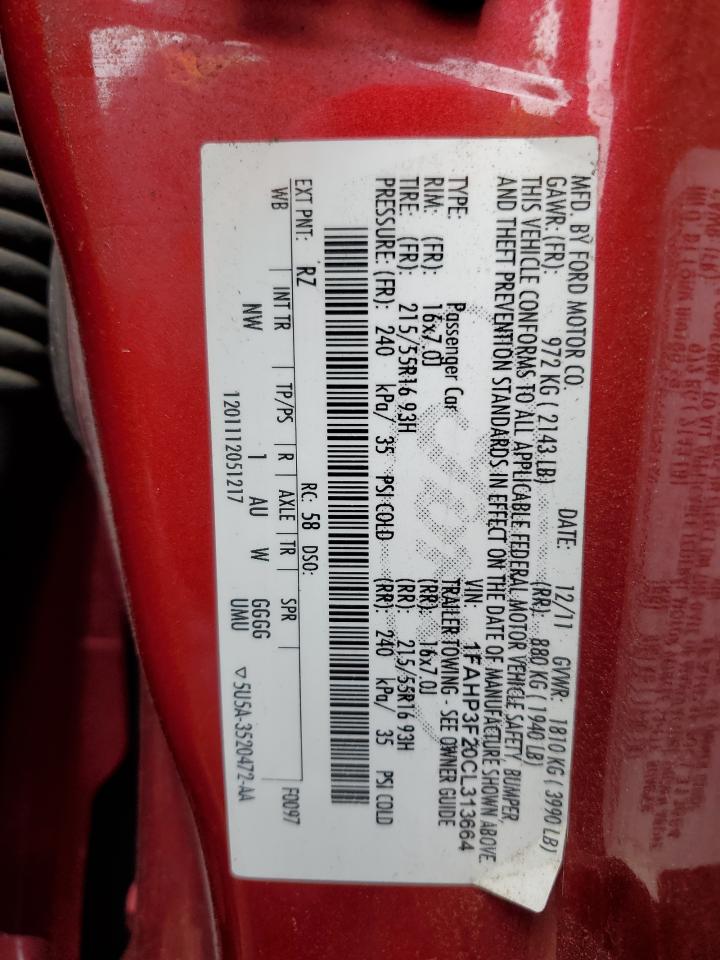 MFD. BY FORD MOTOR CO. DATE: 12/11 GVWR: 1810 KG ( 3990 LB)
GAWR: (FR): 972 KG ( 2143 LB) (RR): 880 KG ( 1940 LB)
THIS VEHICLE CONFORMS TO ALL APPLICABLE FEDERAL MOTOR VEHICLE SAFETY BUMPER,
AND THEFT PREVENTION STANDARDS IN EFFECT ON THE DATE OF MANUFACTURE SHOWN ABOVE.
VIN: 1FAHP3F20CL313664
TYPE: Passenger Car TRAILER TOWING - SEE OWNER GUIDE
RIM: (FR): 16x7.0J (RR): 16x7.0J
TIRE: (FR): 215/55R16 93H (RR): 215/55R16 93H
PRESSURE: (FR): 240 kPa/ 35 PSI COLD (RR): 240 kPa/ 35 PSI COLD
EXT PNT: RZ RC: 58 DSO: F0097
WB INT TR TP/PS R AXLE TR SPR
NW 1 AU W GGGG
1201112051217 UMU ▽5U5A-3520472-AA